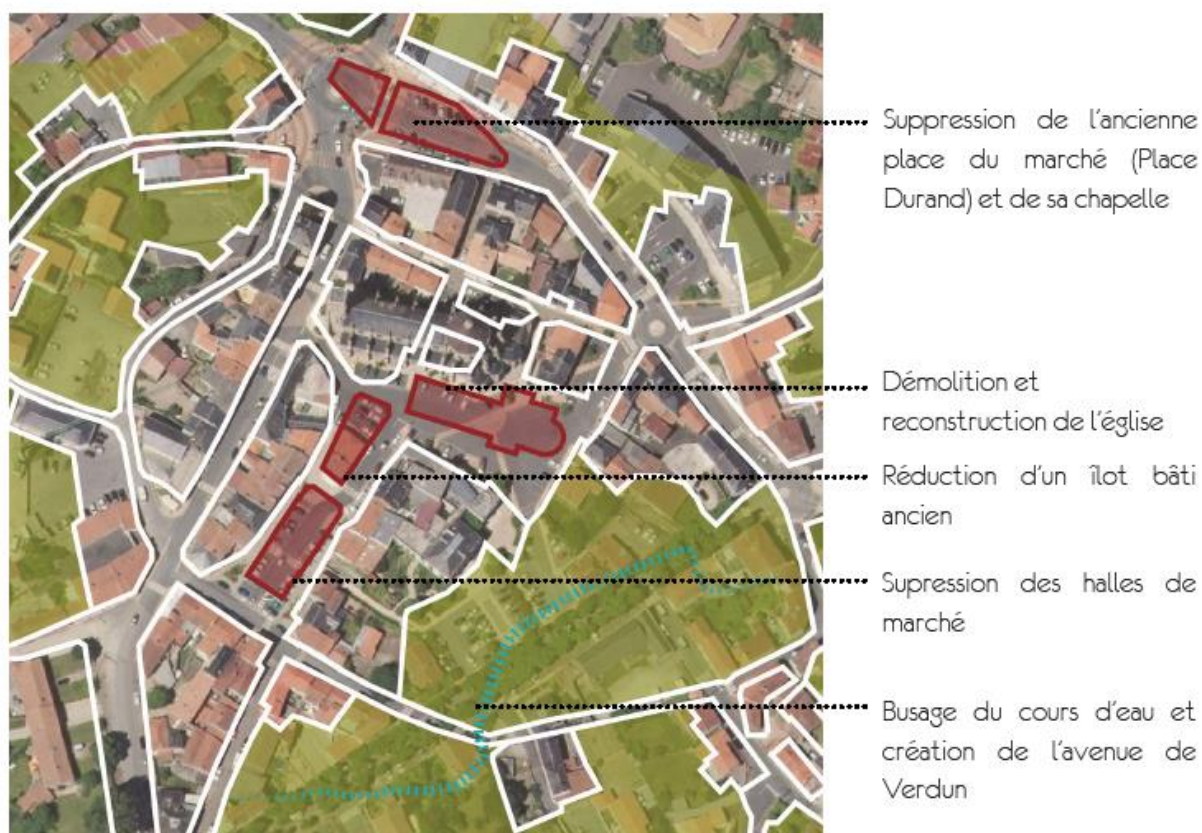 Suppression de l'ancienne
place du marché (Place
Durand) et de sa chapelle
Démolition et
reconstruction de l'église
Réduction d'un îlot bâti
ancien
Supression des halles de
marché
Busage du cours d'eau et
création de l'avenue de
Verdun